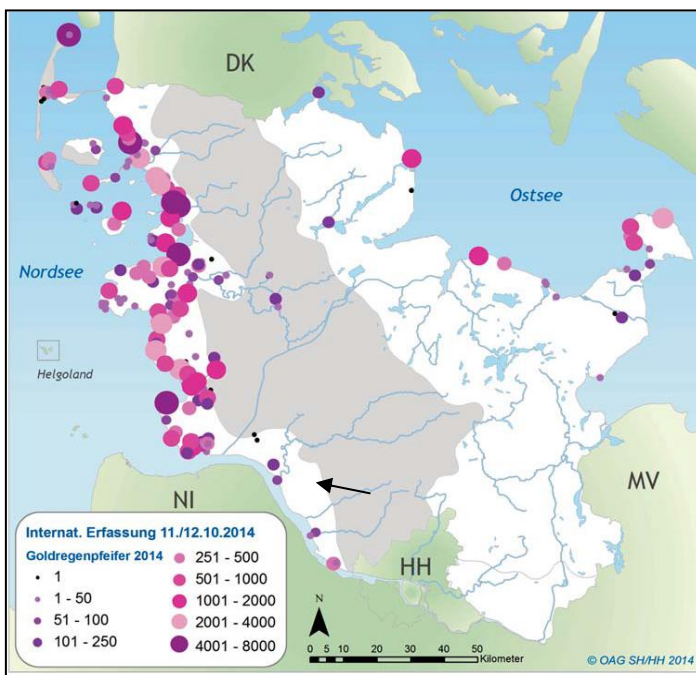 DK
Ostsee
Nordsee
Helgoland
NI
MV
HH
Internat. Erfassung 11./12.10.2014
Goldregenpfeifer 2014
1
1 - 50
51 - 100
101 - 250
251 - 500
501 - 1000
1001 - 2000
2001 - 4000
4001 - 8000
N
0 5 10 20 30 40 50
Kilometer
© OAG SH/HH 2014